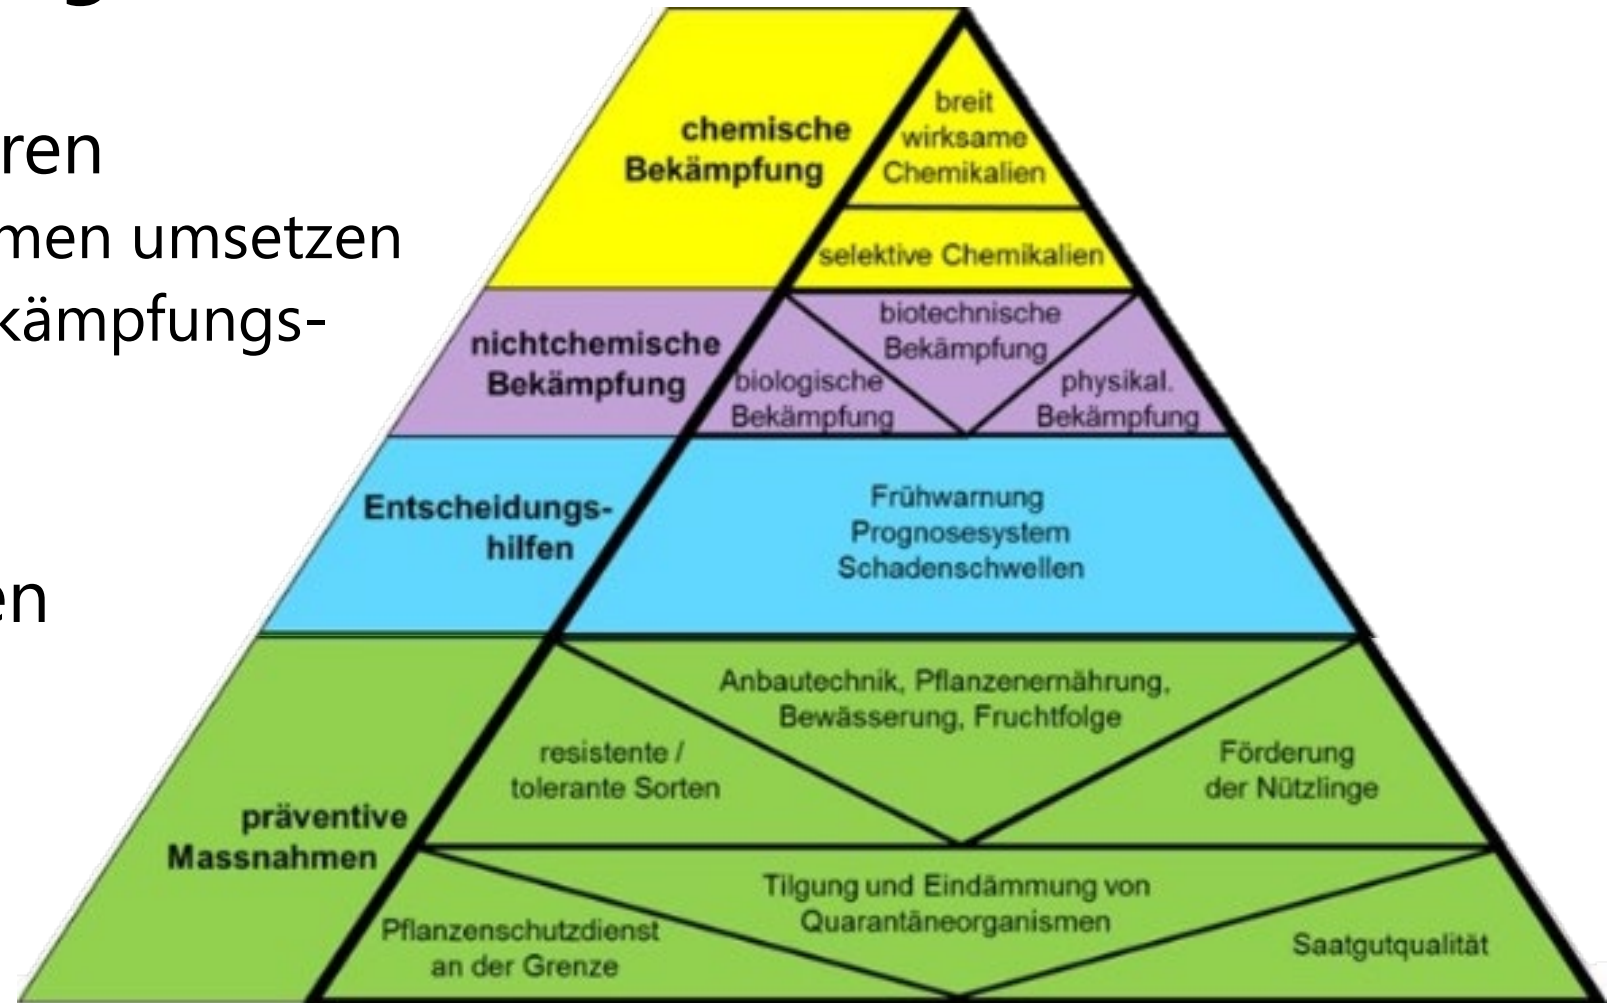 ren
men umsetzen
kämpfungs-
en
chemische
Bekämpfung
breit
wirksame
Chemikalien
selektive Chemikalien
nichtchemische
Bekämpfung
biotechnische
Bekämpfung
biologische
Bekämpfung
physikal.
Bekämpfung
Entscheidungs-
hilfen
Frühwarnung
Prognosesystem
Schadenschwellen
präventive
Massnahmen
Anbautechnik, Pflanzenernährung,
Bewässerung, Fruchtfolge
resistente /
tolerante Sorten
Förderung
der Nützlinge
Tilgung und Eindämmung von
Quarantäneorganismen
Pflanzenschutzdienst
an der Grenze
Saatgutqualität